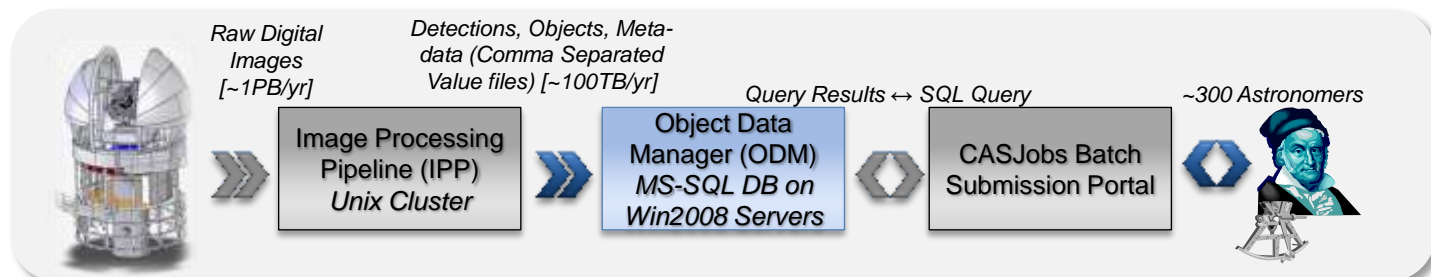 Raw Digital
Images
[~1PB/yr]
Detections, Objects, Meta-
data (Comma Separated
Value files) [~100TB/yr]
Query Results ↔ SQL Query
~300 Astronomers
Image Processing
Pipeline (IPP)
Unix Cluster
Object Data
Manager (ODM)
MS-SQL DB on
Win2008 Servers
CASJobs Batch
Submission Portal